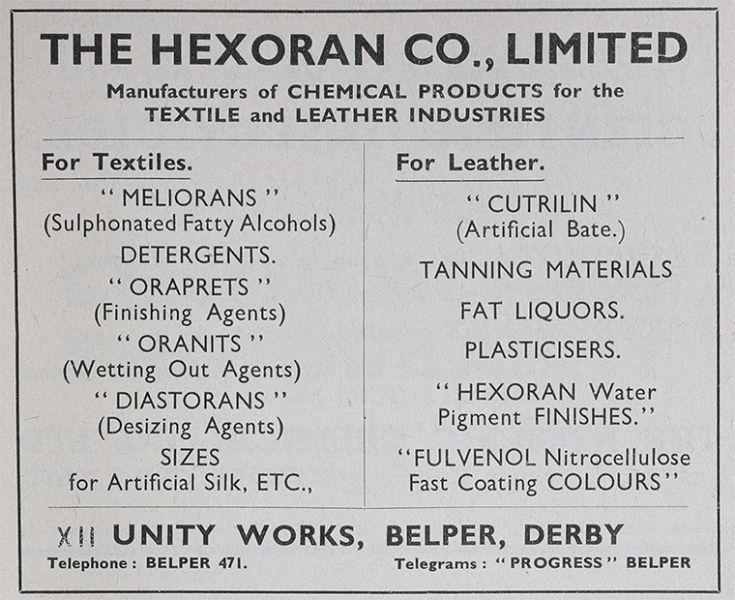 THE HEXORAN CO., LIMITED
Manufacturers of CHEMICAL PRODUCTS for the
TEXTILE and LEATHER INDUSTRIES
For Textiles.
"MELIORANS"
(Sulphonated Fatty Alcohols)
DETERGENTS.
"ORAPRETS"
(Finishing Agents)
"ORANITS"
(Wetting Out Agents)
"DIASTORANS"
(Desizing Agents)
SIZES
for Artificial Silk, ETC.,
For Leather.
"CUTRILIN"
(Artificial Bate.)
TANNING MATERIALS
FAT LIQUORS.
PLASTICISERS.
"HEXORAN Water
Pigment FINISHES."
"FULVENOL Nitrocellulose
Fast Coating COLOURS"
XII UNITY WORKS, BELPER, DERBY
Telephone: BELPER 471. Telegrams: "PROGRESS" BELPER